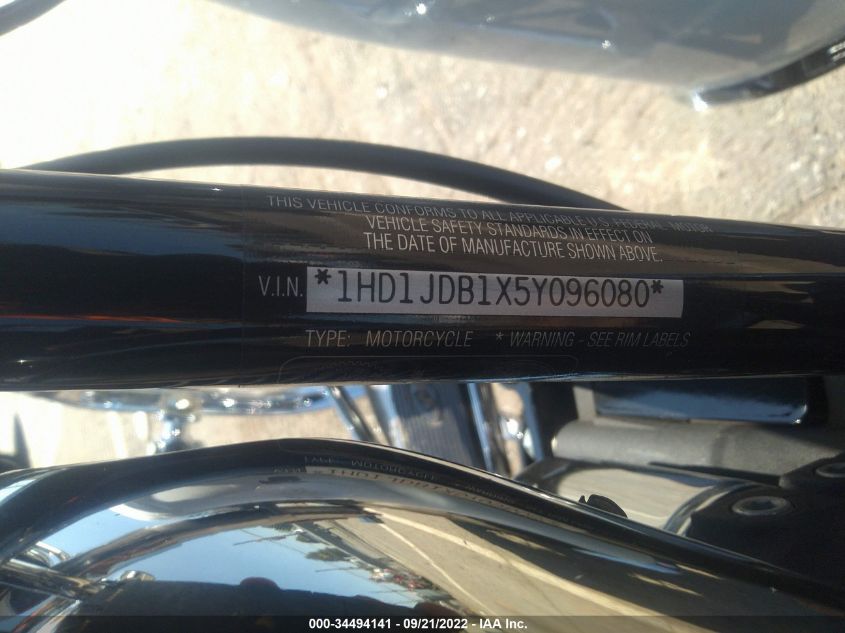 THIS VEHICLE CONFORMS TO ALL APPLICABLE U.S. FEDERAL MOTOR
VEHICLE SAFETY STANDARDS IN EFFECT ON
THE DATE OF MANUFACTURE SHOWN ABOVE.
V.I.N. *1HD1JDB1X5Y096080*
TYPE: MOTORCYCLE * WARNING - SEE RIM LABELS
000-34494141 - 09/21/2022 - IAA Inc.